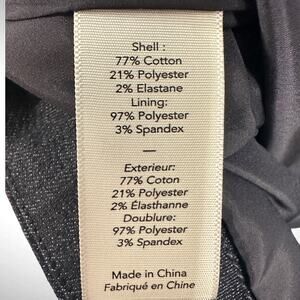 Shell :
77% Cotton
21% Polyester
2% Elastane
Lining:
97% Polyester
3% Spandex
—
Exterieur:
77% Coton
21% Polyester
2% Élasthanne
Doublure:
97% Polyester
3% Spandex
Made in China
Fabriqué en Chine